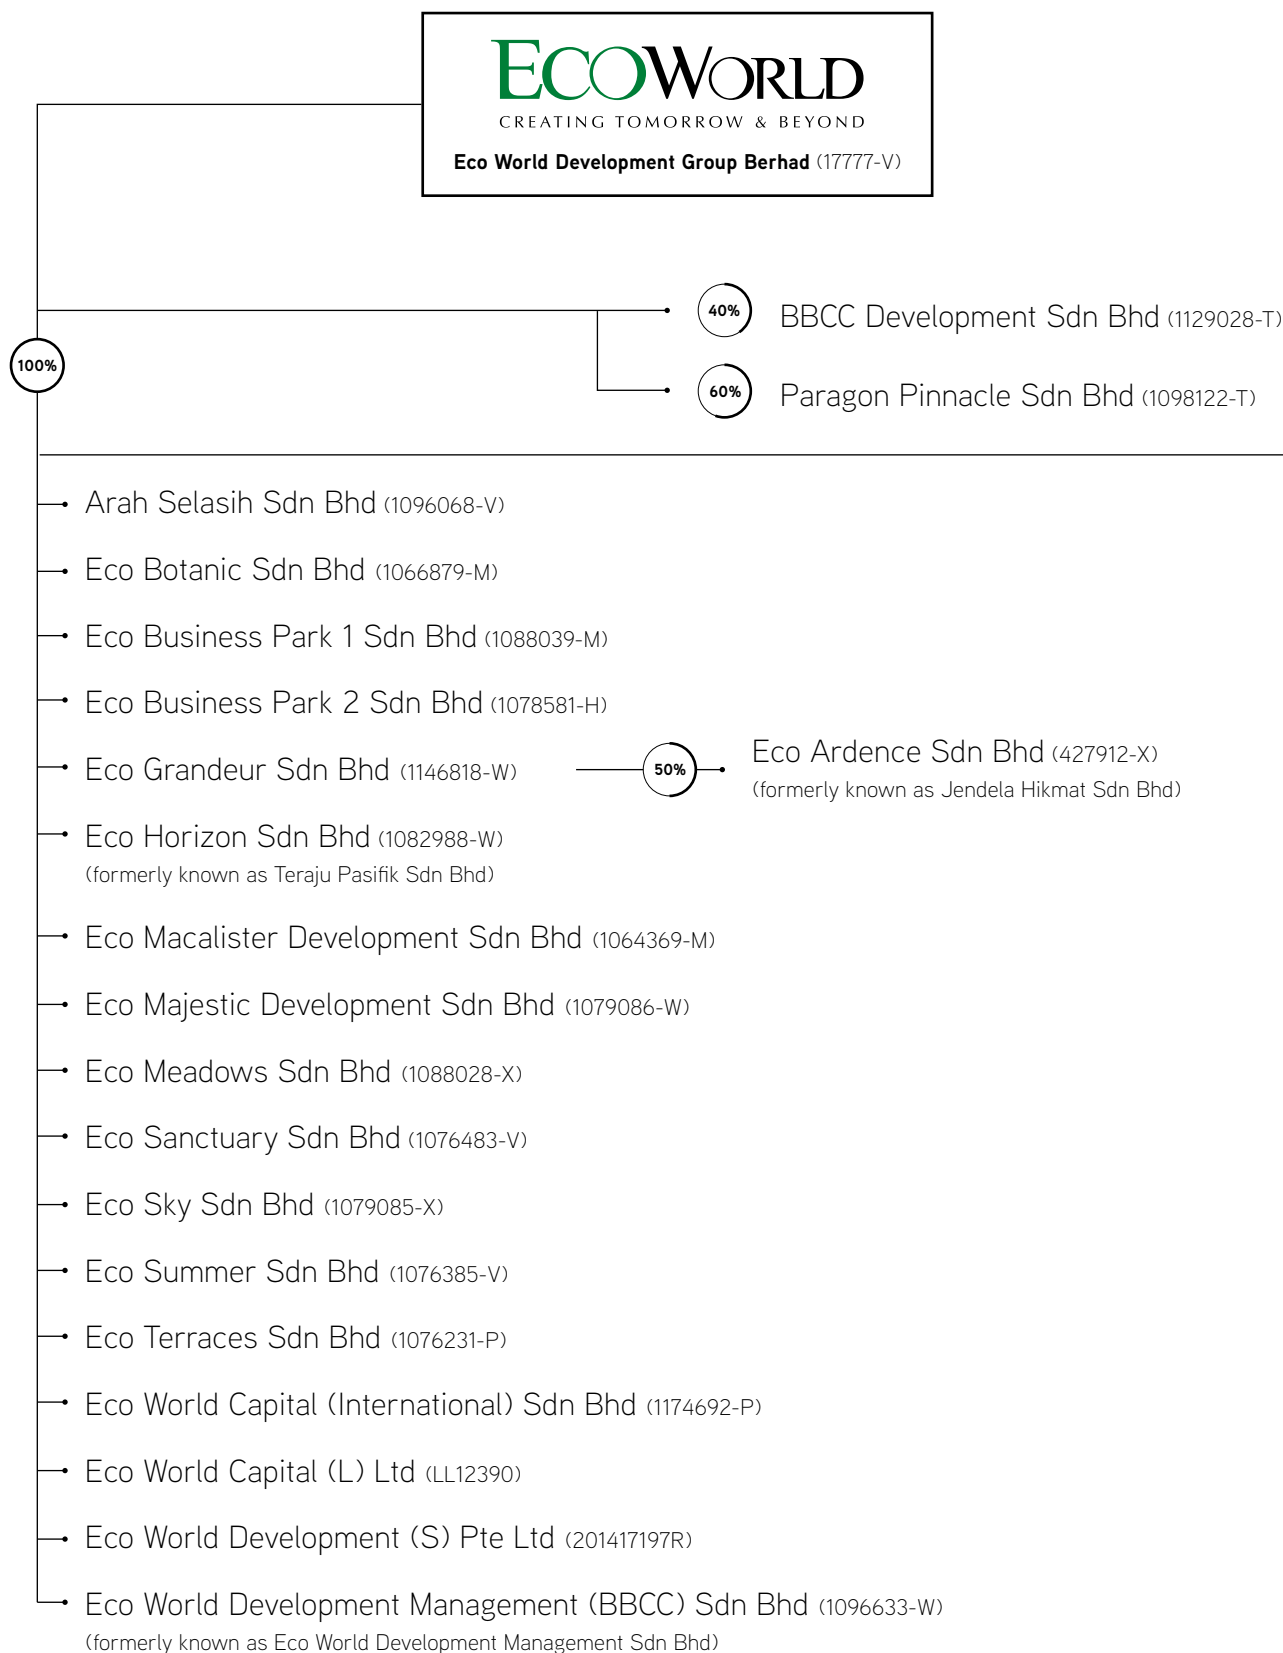 ECOWORLD
CREATING TOMORROW & BEYOND
Eco World Development Group Berhad (17777-V)
40%
BBCC Development Sdn Bhd (1129028-T)
100%
60%
Paragon Pinnacle Sdn Bhd (1098122-T)
Arah Selasih Sdn Bhd (1096068-V)
Eco Botanic Sdn Bhd (1066879-M)
Eco Business Park 1 Sdn Bhd (1088039-M)
Eco Business Park 2 Sdn Bhd (1078581-H)
Eco Grandeur Sdn Bhd (1146818-W)
50%
Eco Ardence Sdn Bhd (427912-X)
(formerly known as Jendela Hikmat Sdn Bhd)
Eco Horizon Sdn Bhd (1082988-W)
(formerly known as Teraju Pasifik Sdn Bhd)
Eco Macalister Development Sdn Bhd (1064369-M)
Eco Majestic Development Sdn Bhd (1079086-W)
Eco Meadows Sdn Bhd (1088028-X)
Eco Sanctuary Sdn Bhd (1076483-V)
Eco Sky Sdn Bhd (1079085-X)
Eco Summer Sdn Bhd (1076385-V)
Eco Terraces Sdn Bhd (1076231-P)
Eco World Capital (International) Sdn Bhd (1174692-P)
Eco World Capital (L) Ltd (LL12390)
Eco World Development (S) Pte Ltd (201417197R)
Eco World Development Management (BBCC) Sdn Bhd (1096633-W)
(formerly known as Eco World Development Management Sdn Bhd)